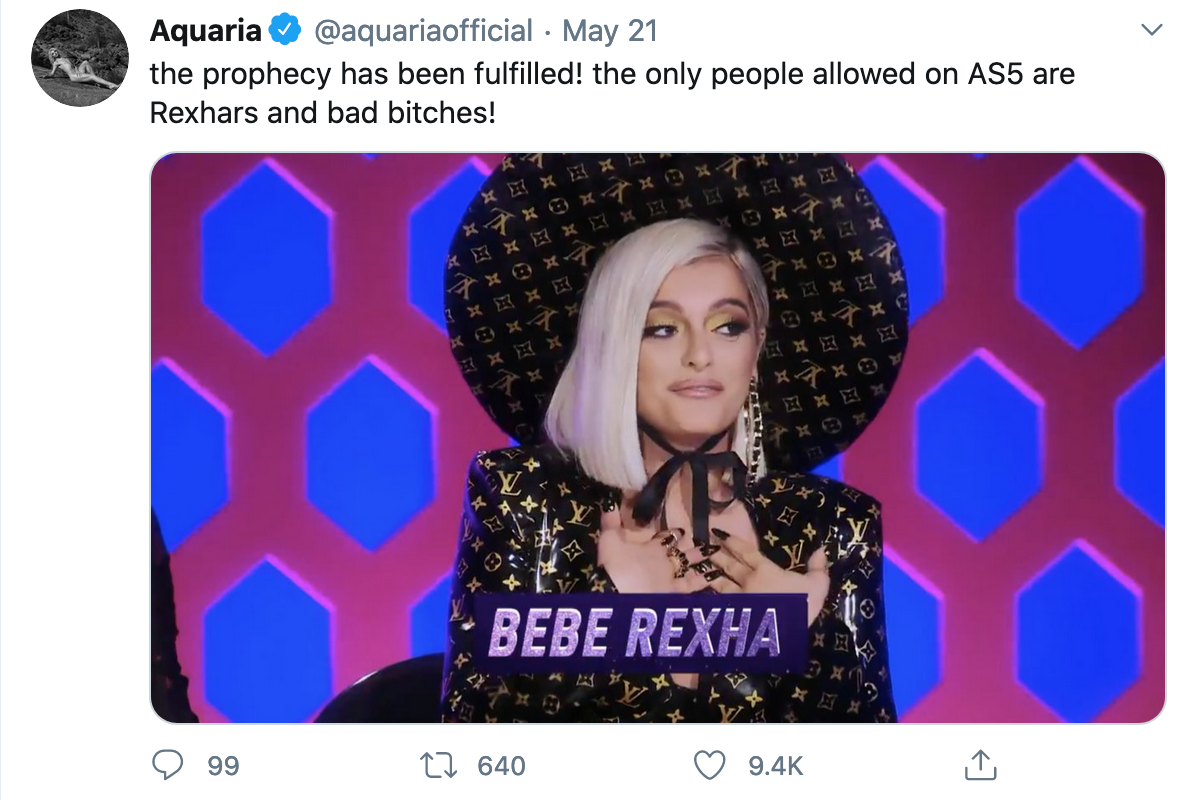 Aquaria @aquariaofficial · May 21
the prophecy has been fulfilled! the only people allowed on AS5 are
Rexhars and bad bitches!
BEBE REXHA
99 640 9.4K